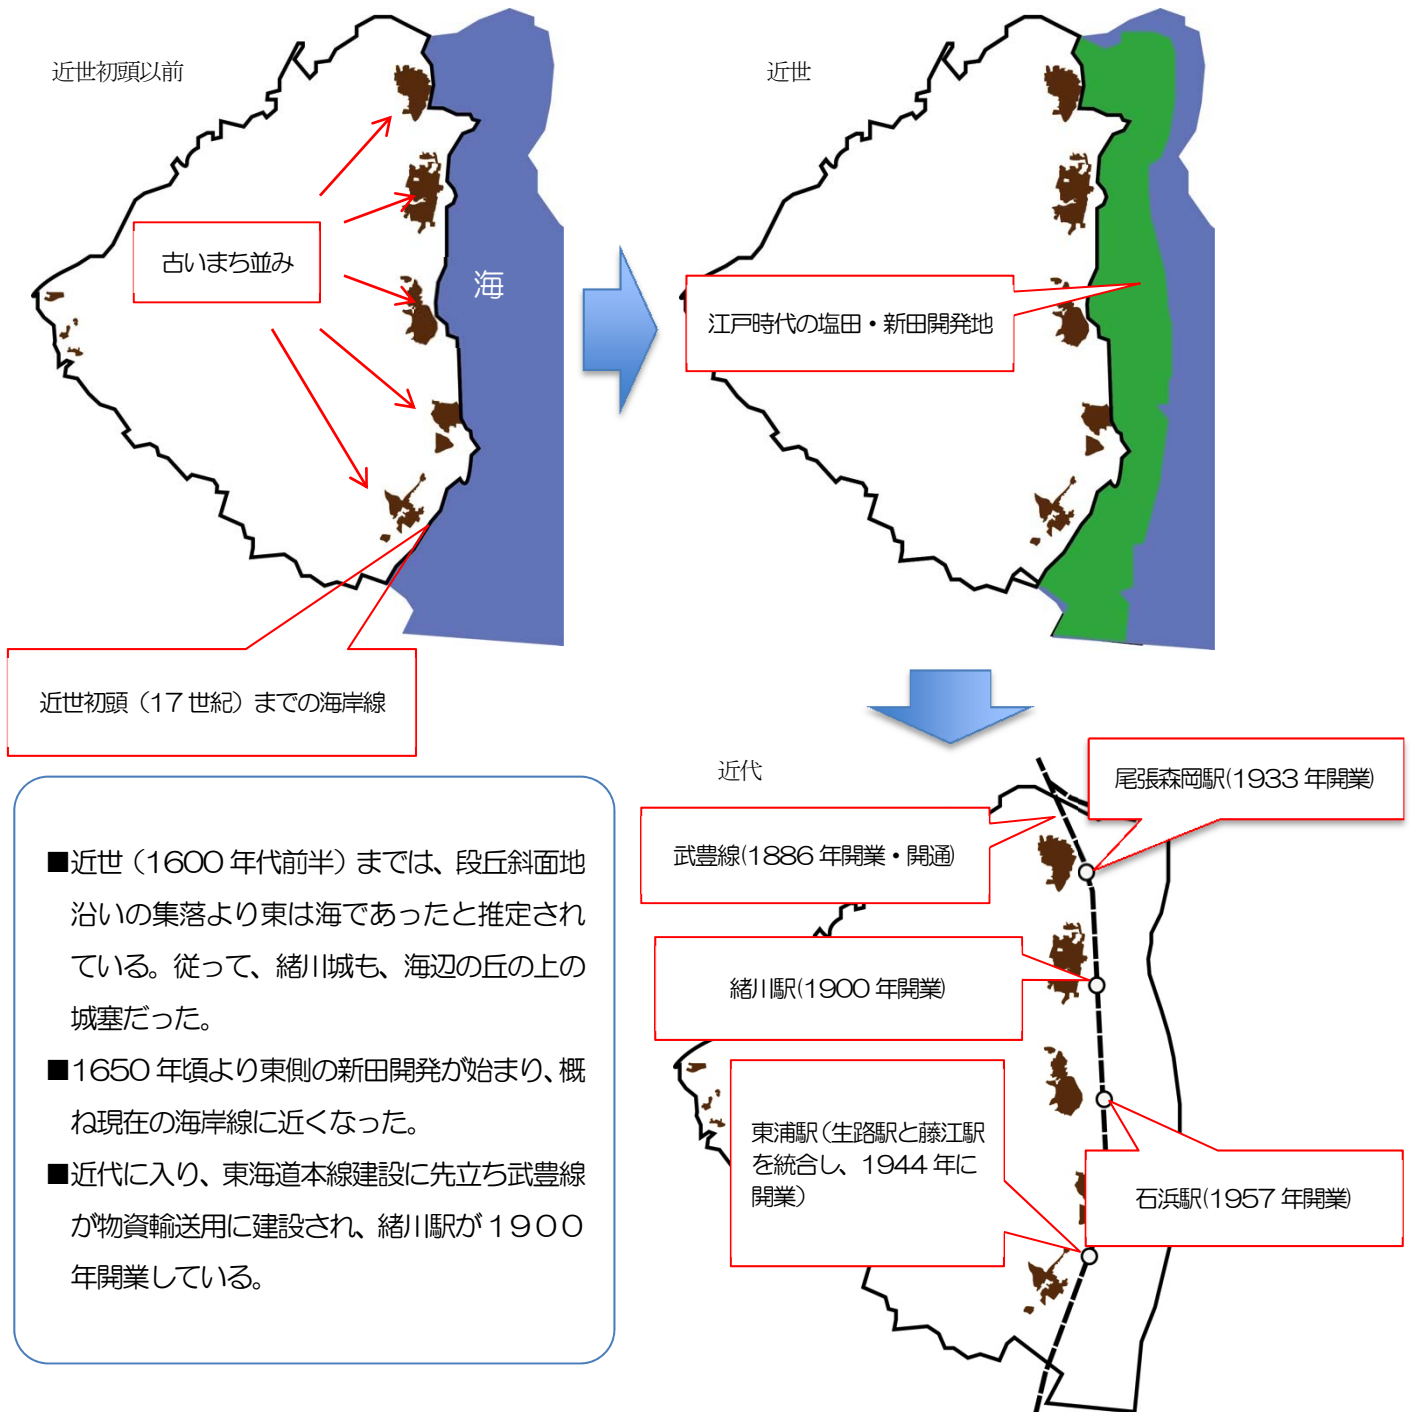 近世初頭以前
近世
古いまち並み
海
江戸時代の塩田・新田開発地
近世初頭（17世紀）までの海岸線
近代
尾張森岡駅(1933年開業)
武豊線(1886年開業・開通)
緒川駅(1900年開業)
東浦駅（生路駅と藤江駅
を統合し、1944年に
開業）
石浜駅(1957年開業)
■近世（1600年代前半）までは、段丘斜面地
沿いの集落より東は海であったと推定され
ている。従って、緒川城も、海辺の丘の上の
城塞だった。
■1650年頃より東側の新田開発が始まり、概
ね現在の海岸線に近くなった。
■近代に入り、東海道本線建設に先立ち武豊線
が物資輸送用に建設され、緒川駅が1900
年開業している。